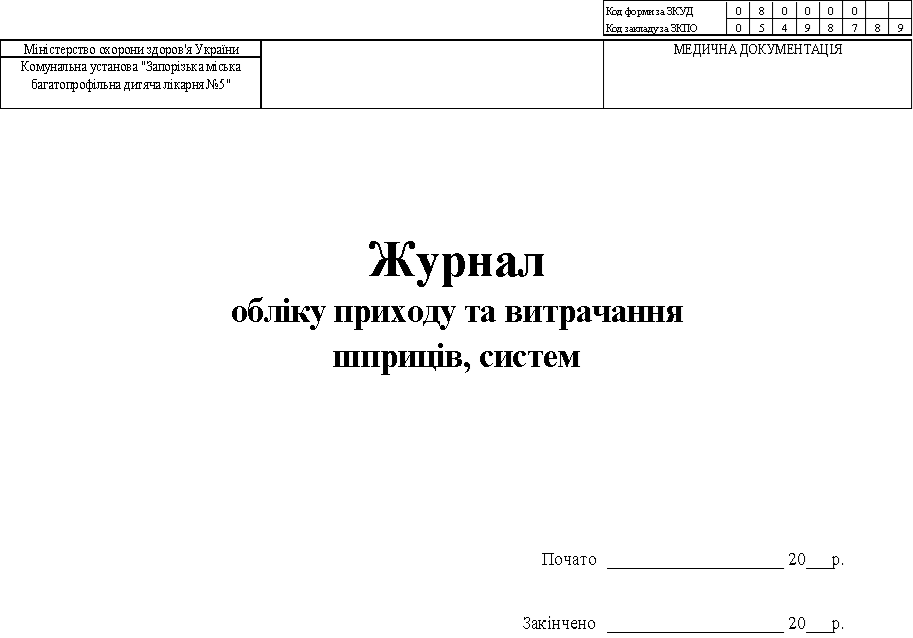 Код форми за ЗКУД 0 8 0 0 0 0
Код закладу за ЗКПО 0 5 4 9 8 7 8 9
Міністерство охорони здоров'я України
Комунальна установа "Запорізька міська
багатопрофільна дитяча лікарня №5"
МЕДИЧНА ДОКУМЕНТАЦІЯ
Журнал
обліку приходу та витрачання
шприців, систем
Почато ____________________ 20___р.
Закінчено ____________________ 20___р.